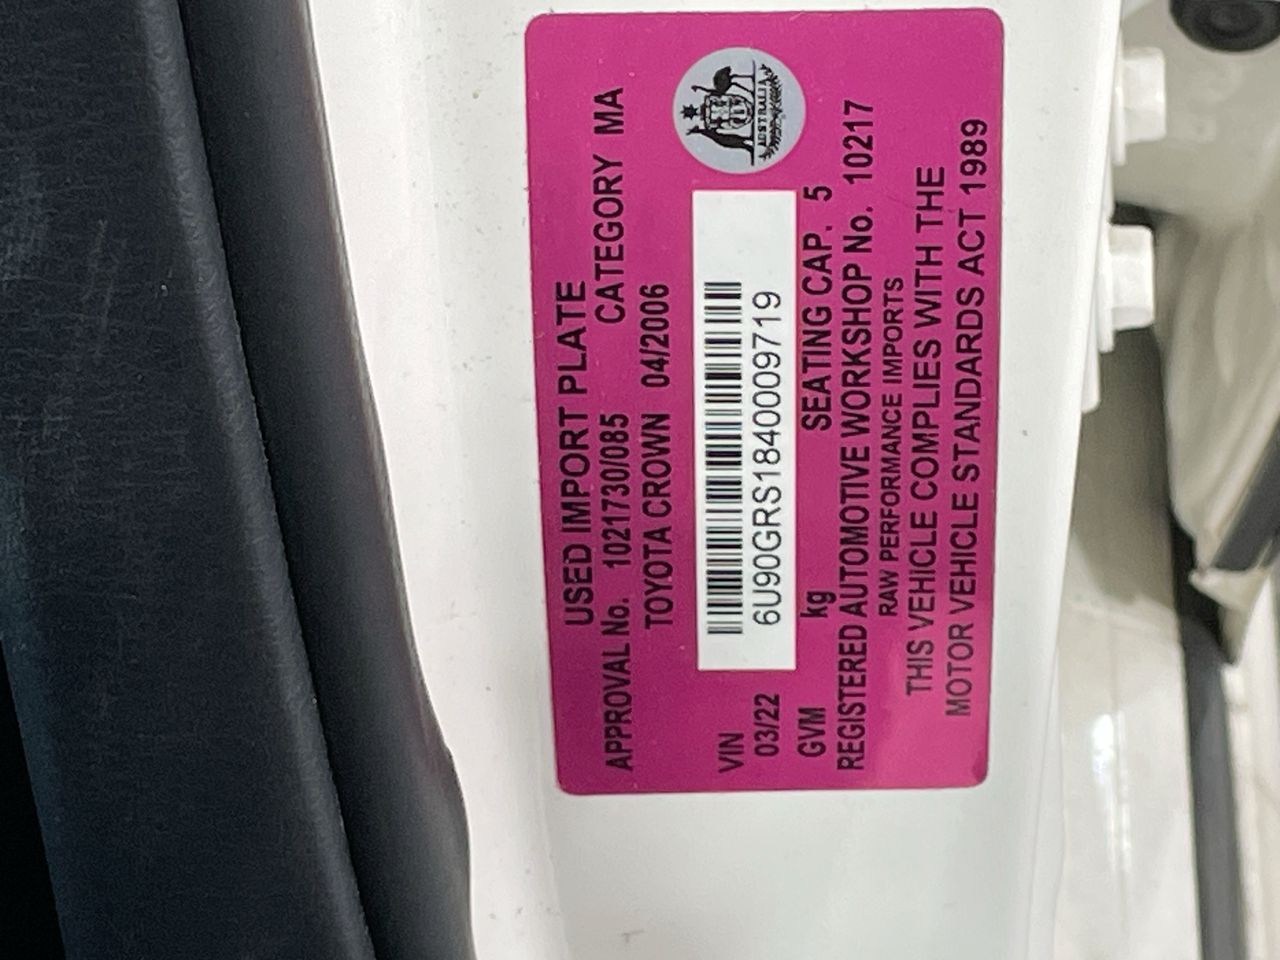 USED IMPORT PLATE
APPROVAL No. 1021730/085 CATEGORY MA
TOYOTA CROWN 04/2006
AUSTRALIA
VIN
03/22 6U90GRS1840009719
GVM kg SEATING CAP. 5
REGISTERED AUTOMOTIVE WORKSHOP No. 10217
RAW PERFORMANCE IMPORTS
THIS VEHICLE COMPLIES WITH THE
MOTOR VEHICLE STANDARDS ACT 1989